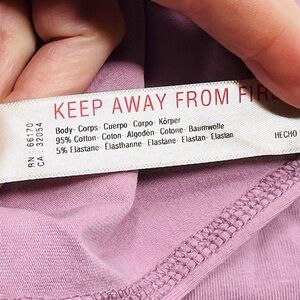 KEEP AWAY FROM FIRE
RN 66170
CA 32054
Body· Corps· Cuerpo· Corpo· Körper
95% Cotton· Coton· Algodón· Cotone· Baumwolle
5% Elastane· Élasthanne· Elastano· Elastan· Elastan
HECHO